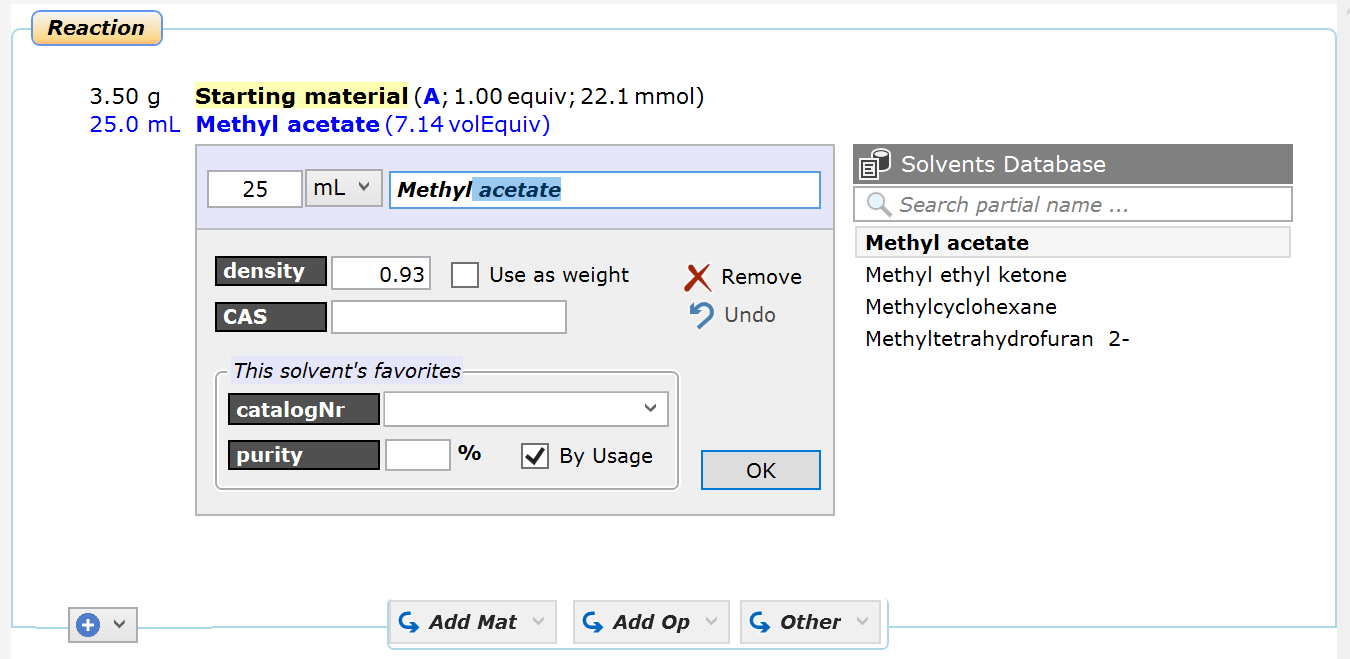 Reaction
3.50 g Starting material (A; 1.00 equiv; 22.1 mmol)
25.0 mL Methyl acetate (7.14 volEquiv)
25 mL Methyl acetate
density 0.93 Use as weight
CAS
Remove
Undo
This solvent's favorites
catalogNr
purity % By Usage
OK
Solvents Database
Search partial name ...
Methyl acetate
Methyl ethyl ketone
Methylcyclohexane
Methyltetrahydrofuran 2-
Add Mat Add Op Other